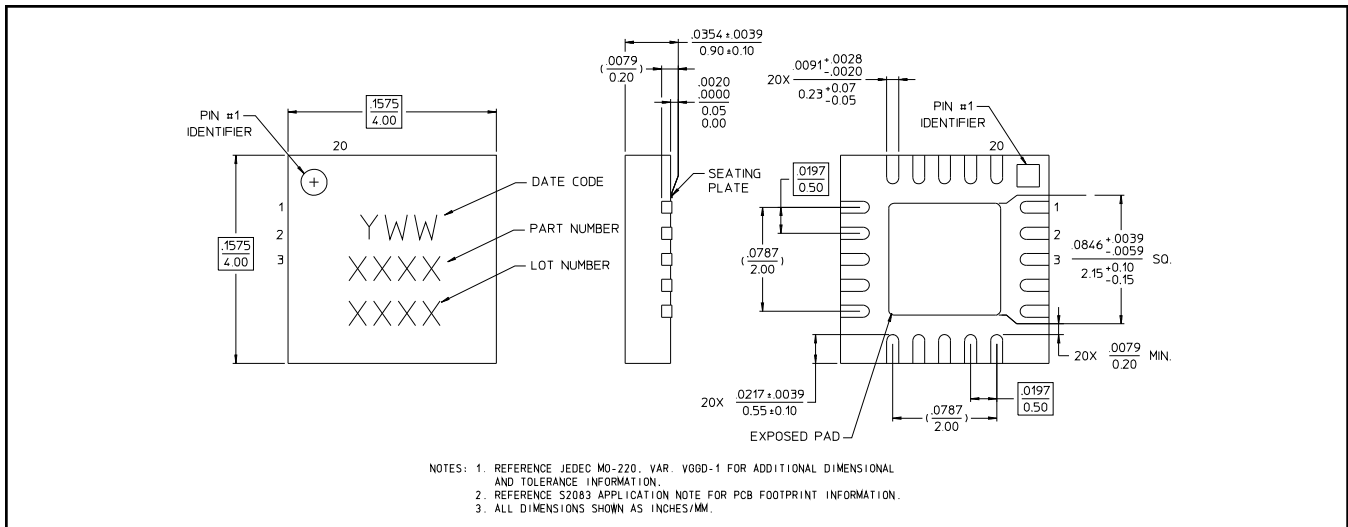 .1575
4.00
PIN #1
IDENTIFIER
20
1
2
3
.1575
4.00
YWW
XXXX
XXXX
DATE CODE
PART NUMBER
LOT NUMBER
.0354 ±.0039
0.90 ±0.10
( .0079
0.20 )
.0020
.0000
0.05
0.00
SEATING
PLATE
20X .0091 +.0028
-.0020
0.23 +0.07
-0.05
PIN #1
IDENTIFIER
20
.0197
0.50
( .0787
2.00 )
1
2
3
.0846 +.0039
-.0059 SQ.
2.15 +0.10
-0.15
20X .0079 MIN.
0.20
20X .0217 ±.0039
0.55 ±0.10
( .0787
2.00 )
.0197
0.50
EXPOSED PAD
NOTES: 1. REFERENCE JEDEC MO-220, VAR. VGGD-1 FOR ADDITIONAL DIMENSIONAL
AND TOLERANCE INFORMATION.
2. REFERENCE S2083 APPLICATION NOTE FOR PCB FOOTPRINT INFORMATION.
3. ALL DIMENSIONS SHOWN AS INCHES/MM.